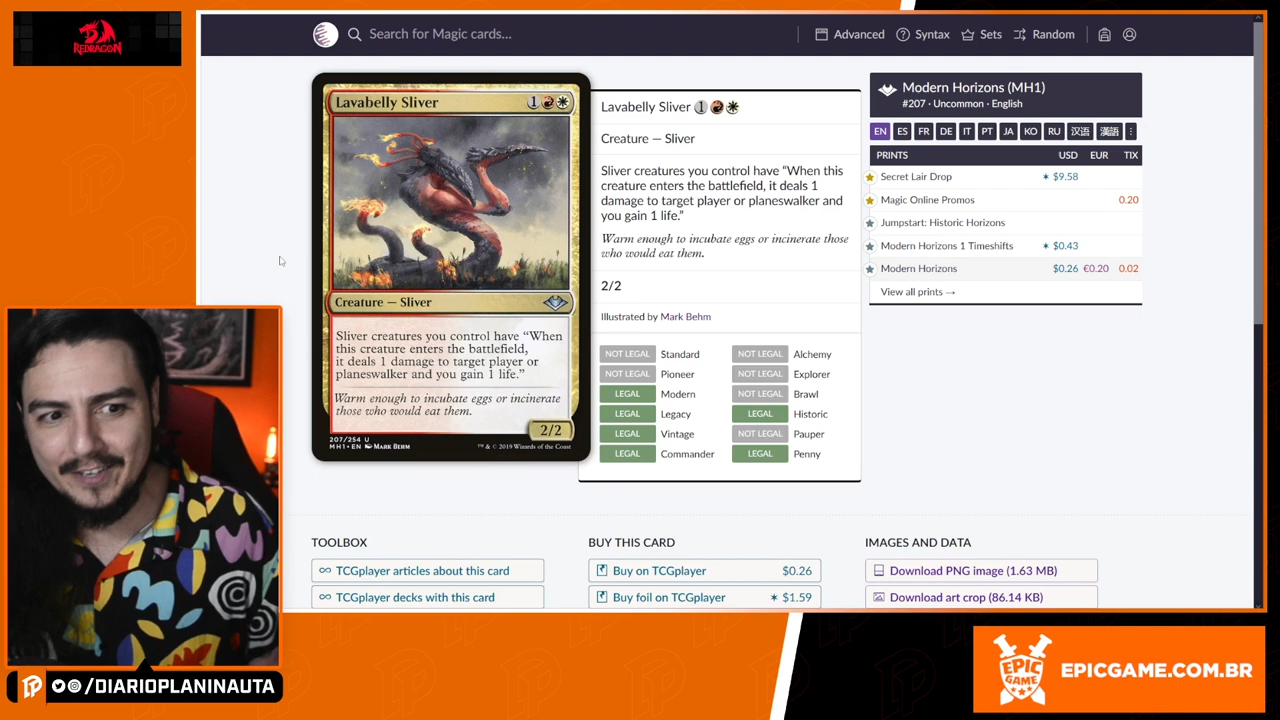 REDRAGON
Search for Magic cards...
Advanced
Syntax
Sets
Random
Lavabelly Sliver 1
Creature — Sliver
Sliver creatures you control have “When
this creature enters the battlefield,
it deals 1 damage to target player or
planeswalker and you gain 1 life.”
Warm enough to incubate eggs or incinerate
those who would eat them.
2/2
207/254 U
MH1 • EN MARK BEHM
™ & © 2019 Wizards of the Coast
Lavabelly Sliver 1
Creature — Sliver
Sliver creatures you control have “When this
creature enters the battlefield, it deals 1
damage to target player or planeswalker and
you gain 1 life.”
Warm enough to incubate eggs or incinerate those
who would eat them.
2/2
Illustrated by Mark Behm
NOT LEGAL Standard NOT LEGAL Alchemy
NOT LEGAL Pioneer NOT LEGAL Explorer
LEGAL Modern NOT LEGAL Brawl
LEGAL Legacy LEGAL Historic
LEGAL Vintage NOT LEGAL Pauper
LEGAL Commander LEGAL Penny
Modern Horizons (MH1)
#207 · Uncommon · English
EN ES FR DE IT PT JA KO RU 汉语 漢語 ⋮
PRINTS USD EUR TIX
Secret Lair Drop $9.58
Magic Online Promos 0.20
Jumpstart: Historic Horizons
Modern Horizons 1 Timeshifts $0.43
Modern Horizons $0.26 €0.20 0.02
View all prints →
TOOLBOX
TCGplayer articles about this card
TCGplayer decks with this card
BUY THIS CARD
Buy on TCGplayer $0.26
Buy foil on TCGplayer $1.59
IMAGES AND DATA
Download PNG image (1.63 MB)
Download art crop (86.14 KB)
/DIARIOPLANINAUTA
EPIC
GAME
EPICGAME.COM.BR